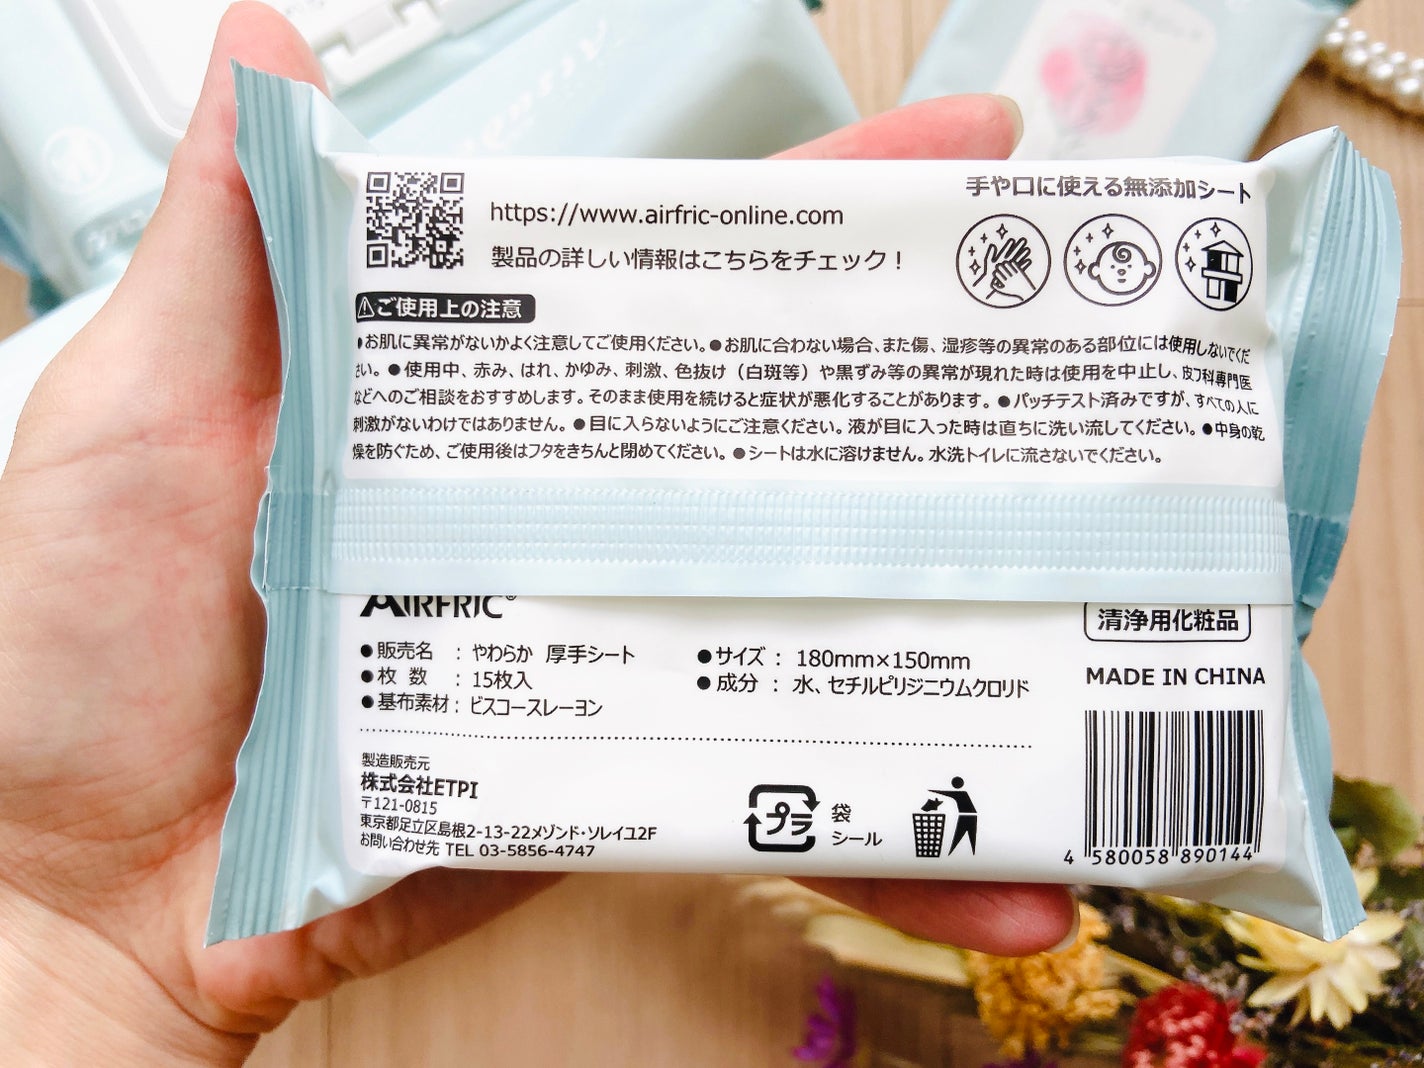 https://www.airfric-online.com
製品の詳しい情報はこちらをチェック！
手や口に使える無添加シート
ご使用上の注意
●お肌に異常がないかよく注意してご使用ください。●お肌に合わない場合、また傷、湿疹等の異常のある部位には使用しないでくだ
さい。●使用中、赤み、はれ、かゆみ、刺激、色抜け（白斑等）や黒ずみ等の異常が現れた時は使用を中止し、皮フ科専門医
などへのご相談をおすすめします。そのまま使用を続けると症状が悪化することがあります。●パッチテスト済みですが、すべての人に
刺激がないわけではありません。●目に入らないようにご注意ください。液が目に入った時は直ちに洗い流してください。●中身の乾
燥を防ぐため、ご使用後はフタをきちんと閉めてください。●シートは水に溶けません。水洗トイレに流さないでください。
AIRFRIC®
清浄用化粧品
●販売名 : やわらか 厚手シート
●枚 数 : 15枚入
●基布素材 : ビスコースレーヨン
●サイズ : 180mm×150mm
●成分 : 水、セチルピリジニウムクロリド
MADE IN CHINA
製造販売元
株式会社ETPI
〒121-0815
東京都足立区島根2-13-22メゾンド・ソレイユ2F
お問い合わせ先 TEL 03-5856-4747
プラ
袋
シール
4 580058 890144